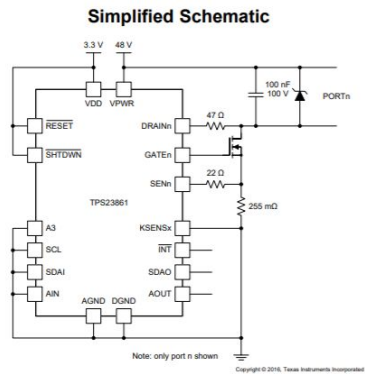 Simplified Schematic
3.3 V
48 V
VDD
VPWR
100 nF
100 V
PORTn
RESET
DRAINn
47 Ω
SHTDWN
GATEn
SENn
22 Ω
TPS23861
255 mΩ
A3
KSENSx
SCL
INT
SDAI
SDAO
AIN
AOUT
AGND
DGND
Note: only port n shown
Copyright © 2016, Texas Instruments Incorporated